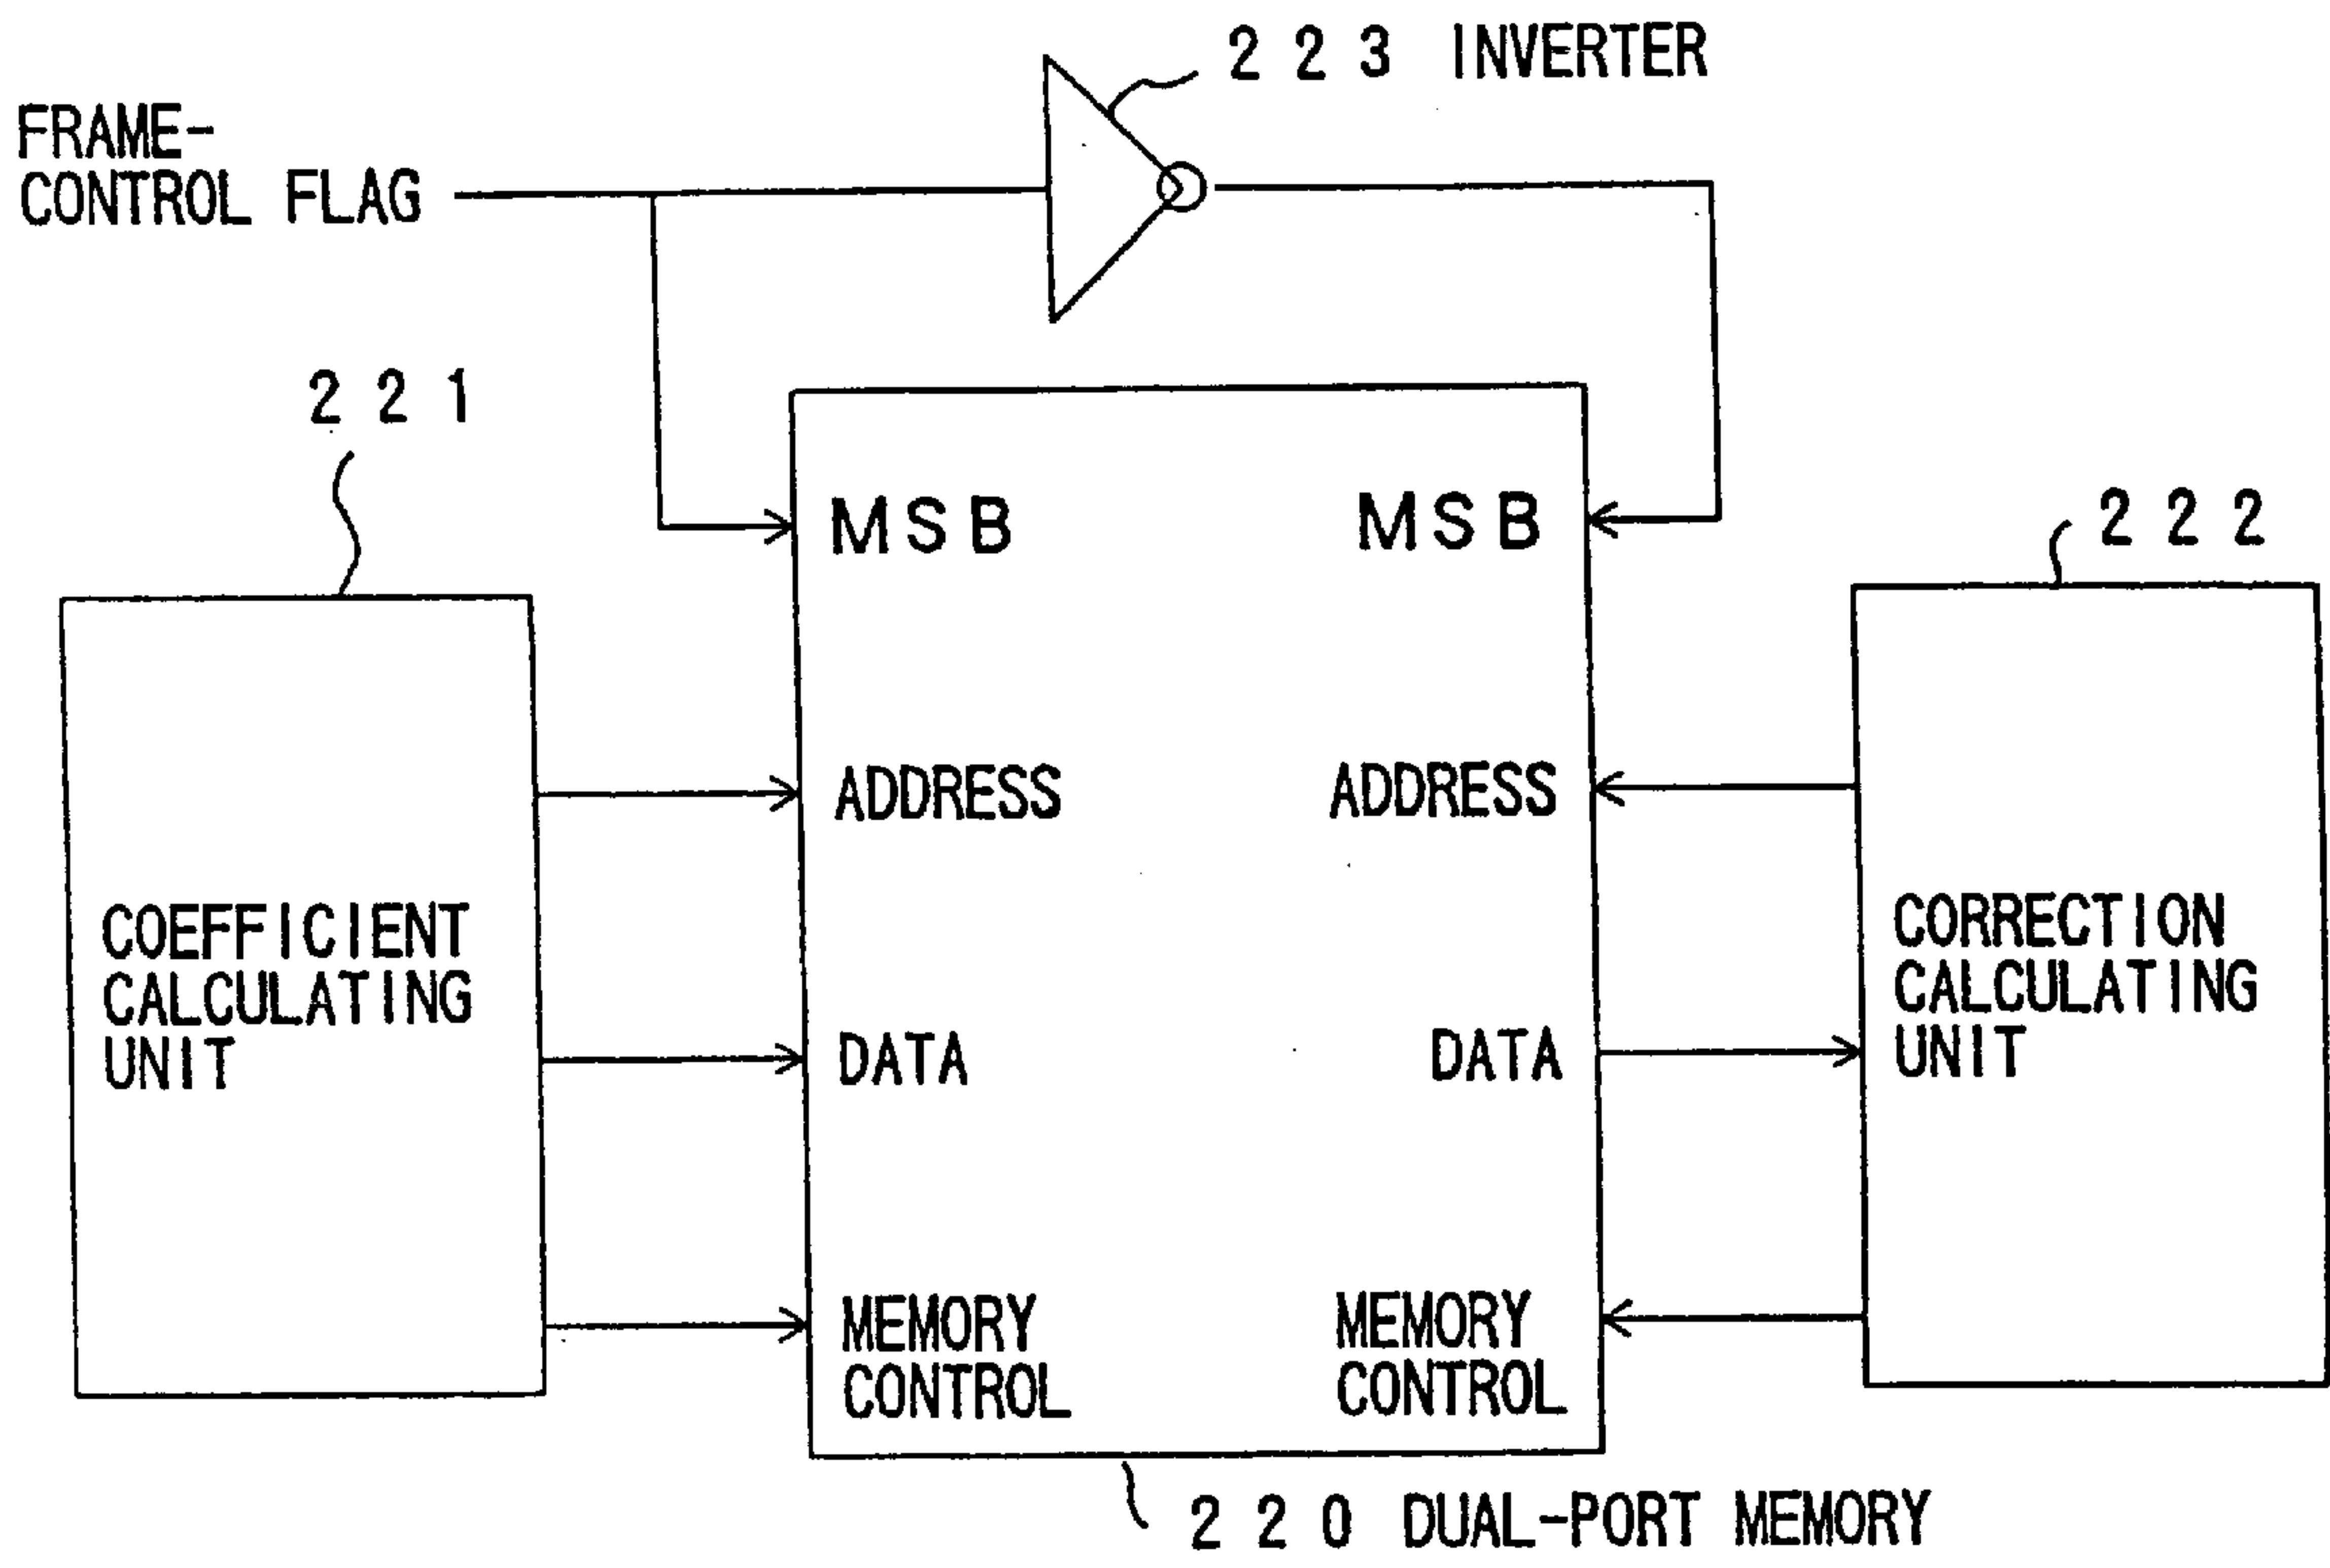 2 2 3 INVERTER
FRAME-
CONTROL FLAG
2 2 1
MSB
MSB
2 2 2
ADDRESS
ADDRESS
COEFFICIENT
CALCULATING
UNIT
CORRECTION
CALCULATING
UNIT
DATA
DATA
MEMORY
CONTROL
MEMORY
CONTROL
2 2 0 DUAL-PORT MEMORY